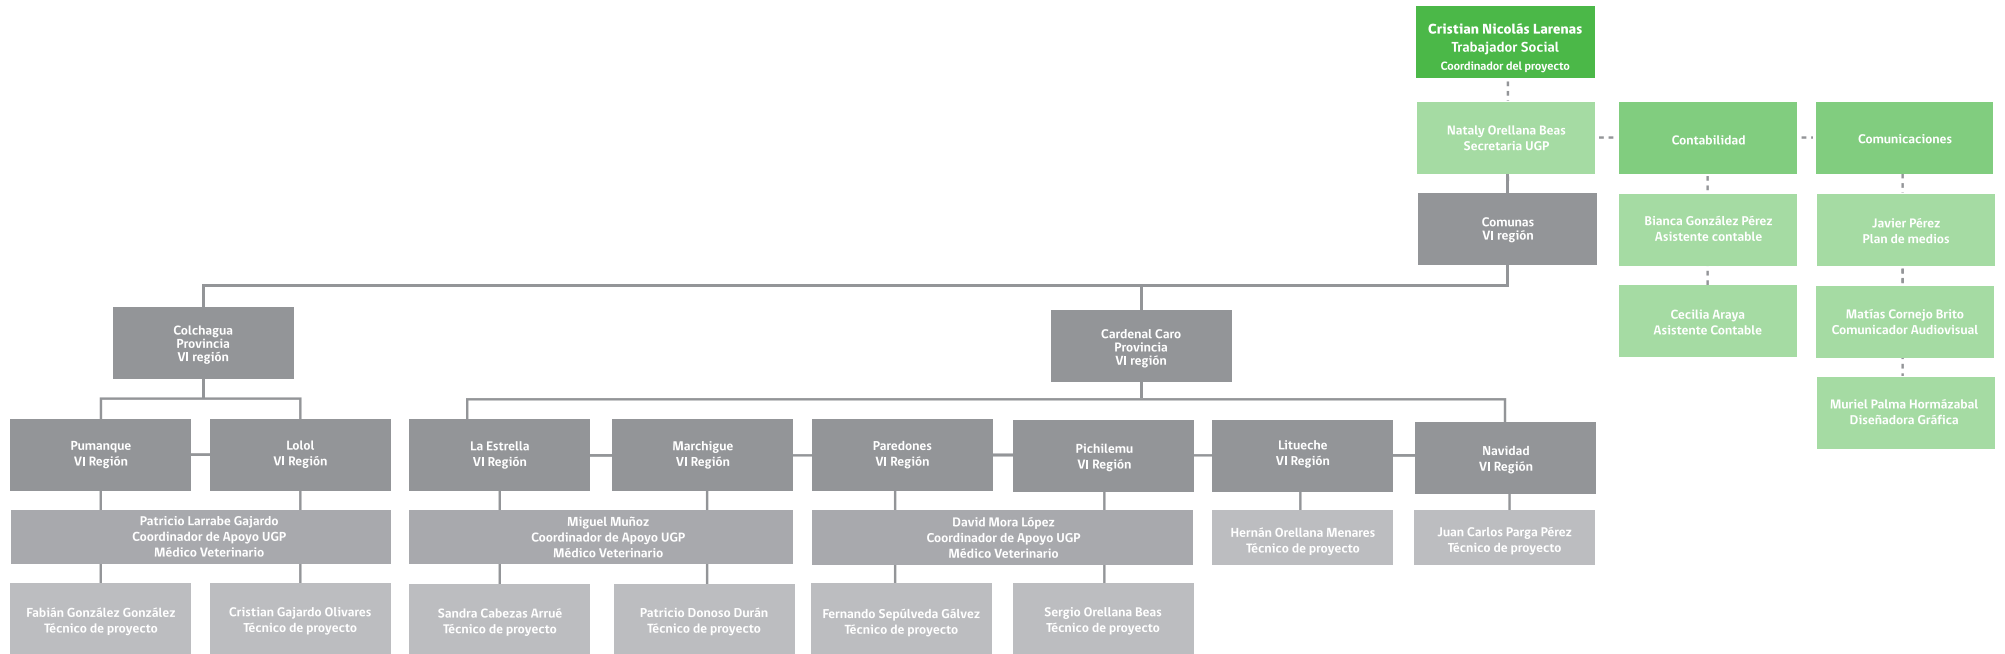 Cristian Nicolás Larenas
Trabajador Social
Coordinador del proyecto
Nataly Orellana Beas
Secretaria UGP
Contabilidad
Comunicaciones
Comunas
VI región
Bianca González Pérez
Asistente contable
Javier Pérez
Plan de medios
Cecilia Araya
Asistente Contable
Matías Cornejo Brito
Comunicador Audiovisual
Muriel Palma Hormázabal
Diseñadora Gráfica
Colchagua
Provincia
VI región
Cardenal Caro
Provincia
VI región
Pumanque
VI Región
Lolol
VI Región
La Estrella
VI Región
Marchigue
VI Región
Paredones
VI Región
Pichilemu
VI Región
Litueche
VI Región
Navidad
VI Región
Patricio Larrabe Gajardo
Coordinador de Apoyo UGP
Médico Veterinario
Miguel Muñoz
Coordinador de Apoyo UGP
Médico Veterinario
David Mora López
Coordinador de Apoyo UGP
Médico Veterinario
Hernán Orellana Menares
Técnico de proyecto
Juan Carlos Parga Pérez
Técnico de proyecto
Fabián González González
Técnico de proyecto
Cristian Gajardo Olivares
Técnico de proyecto
Sandra Cabezas Arrué
Técnico de proyecto
Patricio Donoso Durán
Técnico de proyecto
Fernando Sepúlveda Gálvez
Técnico de proyecto
Sergio Orellana Beas
Técnico de proyecto